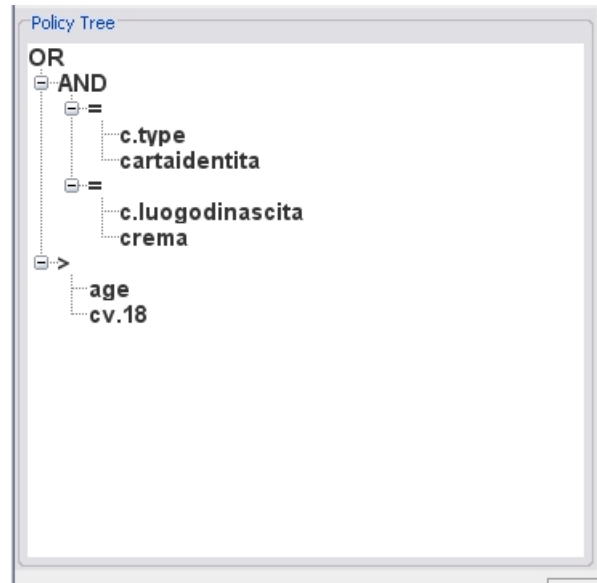 Policy Tree
OR
AND
=
c.type
cartaidentita
=
c.luogodinascita
crema
>
age
cv.18